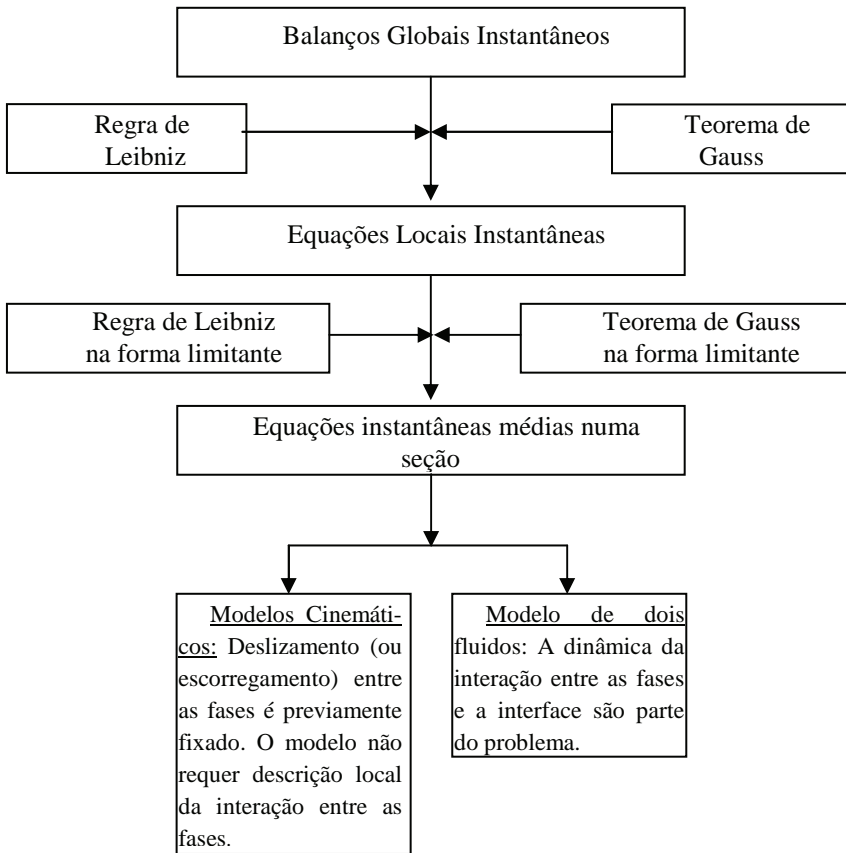 Balanços Globais Instantâneos
Regra de
Leibniz
Teorema de
Gauss
Equações Locais Instantâneas
Regra de Leibniz
na forma limitante
Teorema de Gauss
na forma limitante
Equações instantâneas médias numa
seção
Modelos Cinemáti-
cos: Deslizamento (ou
escorregamento) entre
as fases é previamente
fixado. O modelo não
requer descrição local
da interação entre as
fases.
Modelo de dois
fluidos: A dinâmica da
interação entre as fases
e a interface são parte
do problema.